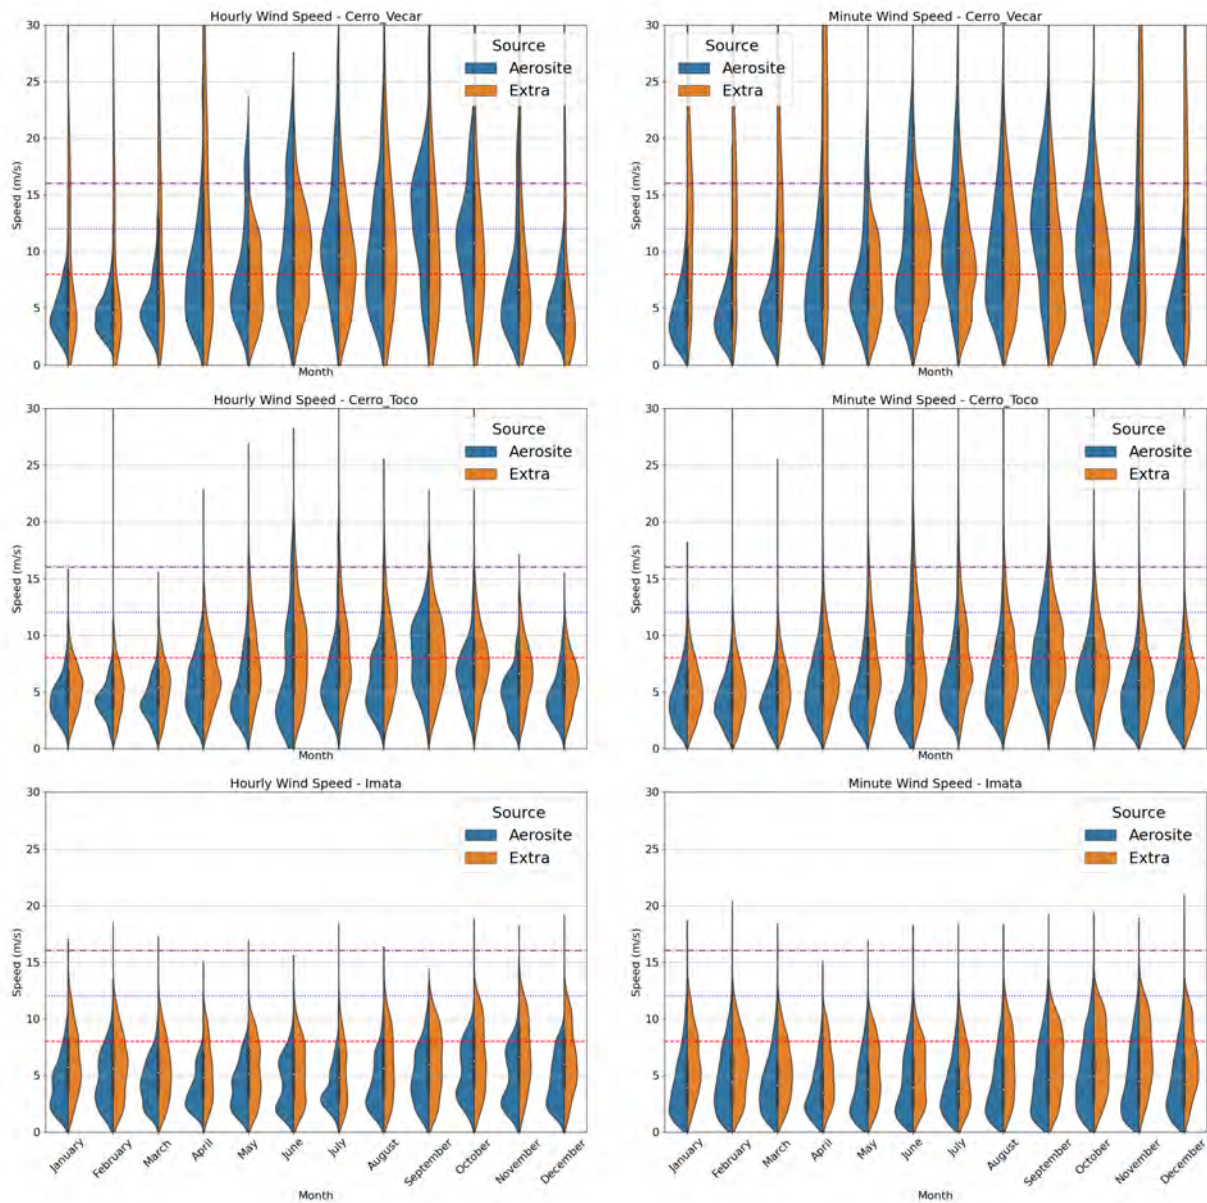 Hourly Wind Speed - Cerro_Vecar
30
25
20
15
10
5
0
Speed (m/s)
Month
Source
Aerosite
Extra
Minute Wind Speed - Cerro_Vecar
30
25
20
15
10
5
0
Speed (m/s)
Month
Source
Aerosite
Extra
Hourly Wind Speed - Cerro_Toco
30
25
20
15
10
5
0
Speed (m/s)
Month
Source
Aerosite
Extra
Minute Wind Speed - Cerro_Toco
30
25
20
15
10
5
0
Speed (m/s)
Month
Source
Aerosite
Extra
Hourly Wind Speed - Imata
30
25
20
15
10
5
0
Speed (m/s)
Source
Aerosite
Extra
January
February
March
April
May
June
July
August
September
October
November
December
Month
Minute Wind Speed - Imata
30
25
20
15
10
5
0
Speed (m/s)
Source
Aerosite
Extra
January
February
March
April
May
June
July
August
September
October
November
December
Month